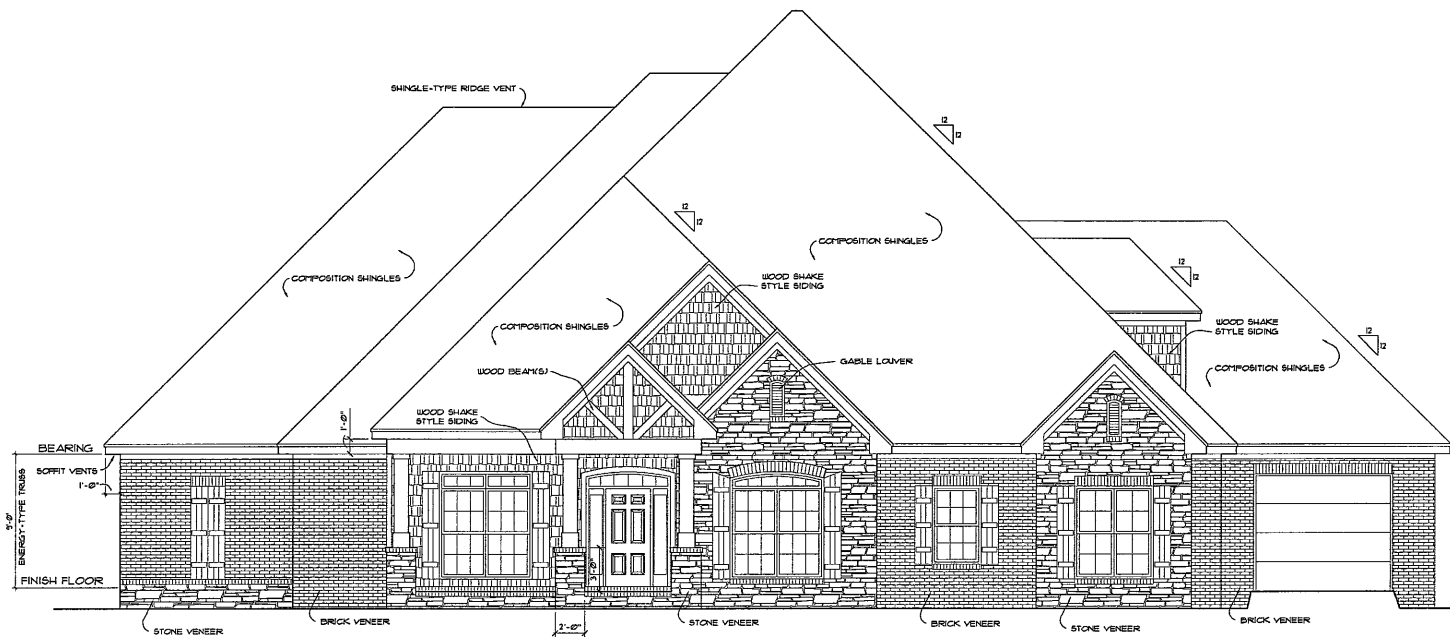 SHINGLE-TYPE RIDGE VENT
12
12
12
12
COMPOSITION SHINGLES
COMPOSITION SHINGLES
WOOD SHAKE
STYLE SIDING
12
12
COMPOSITION SHINGLES
WOOD SHAKE
STYLE SIDING
12
12
GABLE LOUVER
WOOD BEAM(S)
COMPOSITION SHINGLES
WOOD SHAKE
STYLE SIDING
1'-0"
BEARING
SOFFIT VENTS
1'-0"
9'-0"
ENERGY-TYPE TRUSS
FINISH FLOOR
3'-0"
2'-0"
STONE VENEER
BRICK VENEER
STONE VENEER
BRICK VENEER
STONE VENEER
BRICK VENEER